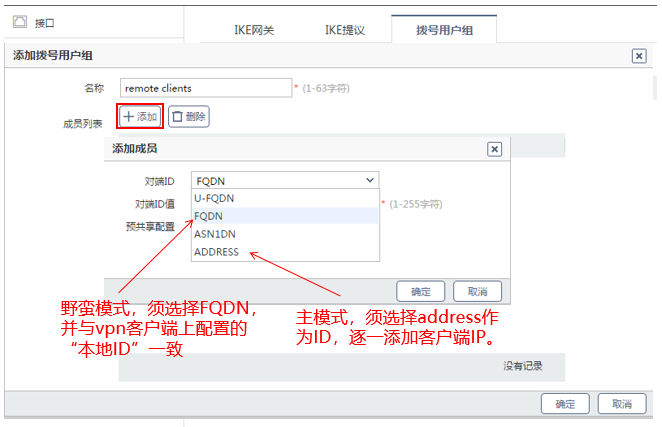 接口
IKE网关
IKE提议
拨号用户组
添加拨号用户组
名称
remote clients
* (1-63字符)
成员列表
添加
删除
添加成员
对端ID
FQDN
对端ID值
* (1-255字符)
预共享配置
U-FQDN
FQDN
ASN1DN
ADDRESS
确定
取消
野蛮模式，须选择FQDN，
并与vpn客户端上配置的
“本地ID”一致
主模式，须选择address作
为ID，逐一添加客户端IP。
没有记录
确定
取消